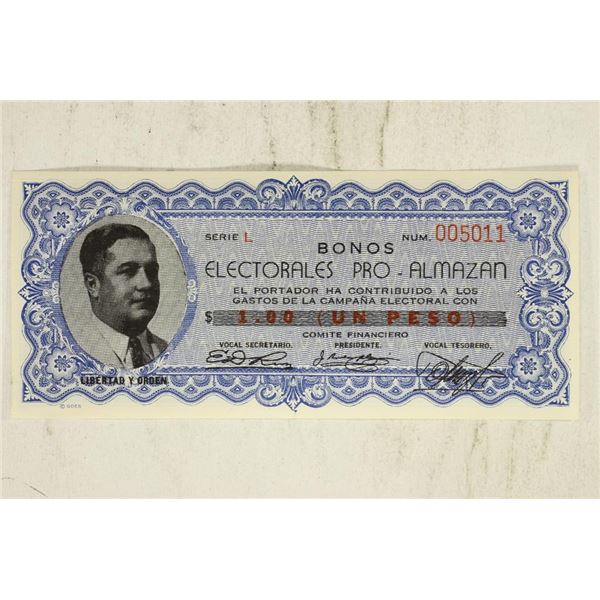 SERIE L NUM. 005011
BONOS
ELECTORALES PRO-ALMAZAN
EL PORTADOR HA CONTRIBUIDO A LOS
GASTOS DE LA CAMPAÑA ELECTORAL CON
$ 1.00 (UN PESO)
COMITE FINANCIERO
VOCAL SECRETARIO. PRESIDENTE. VOCAL TESORERO.
LIBERTAD Y ORDEN
© GOES